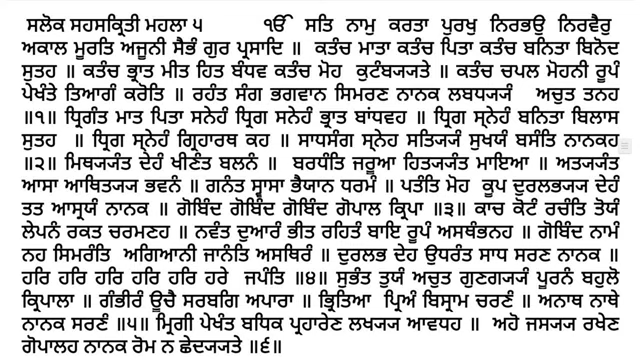 ਸਲੋਕ ਸਹਸਕ੍ਰਿਤੀ ਮਹਲਾ ੫ ੴ ਸਤਿ ਨਾਮੁ ਕਰਤਾ ਪੁਰਖੁ ਨਿਰਭਉ ਨਿਰਵੈਰੁ
ਅਕਾਲ ਮੂਰਤਿ ਅਜੂਨੀ ਸੈਭੰ ਗੁਰ ਪ੍ਰਸਾਦਿ ॥ ਕਤੰਚ ਮਾਤਾ ਕਤੰਚ ਪਿਤਾ ਕਤੰਚ ਬਨਿਤਾ ਬਿਨੋਦ
ਸੁਤਹ ॥ ਕਤੰਚ ਭ੍ਰਾਤ ਮੀਤ ਹਿਤ ਬੰਧਵ ਕਤੰਚ ਮੋਹ ਕੁਟੰਬ੍ਯ੍ਯਤੇ ॥ ਕਤੰਚ ਚਪਲ ਮੋਹਨੀ ਰੂਪੰ
ਪੇਖੰਤੇ ਤਿਆਗੰ ਕਰੋਤਿ ॥ ਰਹੰਤ ਸੰਗ ਭਗਵਾਨ ਸਿਮਰਣ ਨਾਨਕ ਲਬਧ੍ਯ੍ਯੰ ਅਚੁਤ ਤਨਹ
॥੧॥ ਧ੍ਰਿਗੰਤ ਮਾਤ ਪਿਤਾ ਸਨੇਹੰ ਧ੍ਰਿਗ ਸਨੇਹੰ ਭ੍ਰਾਤ ਬਾਂਧਵਹ ॥ ਧ੍ਰਿਗ ਸ੍ਨੇਹੰ ਬਨਿਤਾ ਬਿਲਾਸ
ਸੁਤਹ ॥ ਧ੍ਰਿਗ ਸ੍ਨੇਹੰ ਗ੍ਰਿਹਾਰਥ ਕਹ ॥ ਸਾਧਸੰਗ ਸ੍ਨੇਹ ਸਤ੍ਯਿ੍ਯੰ ਸੁਖਯੰ ਬਸੰਤਿ ਨਾਨਕਹ
॥੨॥ ਮਿਥ੍ਯ੍ਯੰਤ ਦੇਹੰ ਖੀਣੰਤ ਬਲਨੰ ॥ ਬਰਧੰਤਿ ਜਰੂਆ ਹਿਤ੍ਯ੍ਯੰਤ ਮਾਇਆ ॥ ਅਤ੍ਯ੍ਯੰਤ
ਆਸਾ ਆਥਿਤ੍ਯ੍ਯ ਭਵਨੰ ॥ ਗਨੰਤ ਸ੍ਵਾਸਾ ਭੈਯਾਨ ਧਰਮੰ ॥ ਪਤੰਤਿ ਮੋਹ ਕੂਪ ਦੁਰਲਭ੍ਯ੍ਯ ਦੇਹੰ
ਤਤ ਆਸ੍ਰਯੰ ਨਾਨਕ ॥ ਗੋਬਿੰਦ ਗੋਬਿੰਦ ਗੋਬਿੰਦ ਗੋਪਾਲ ਕ੍ਰਿਪਾ ॥੩॥ ਕਾਚ ਕੋਟੰ ਰਚੰਤਿ ਤੋਯੰ
ਲੇਪਨੰ ਰਕਤ ਚਰਮਣਹ ॥ ਨਵੰਤ ਦੁਆਰੰ ਭੀਤ ਰਹਿਤੰ ਬਾਇ ਰੂਪੰ ਅਸਥੰਭਨਹ ॥ ਗੋਬਿੰਦ ਨਾਮੰ
ਨਹ ਸਿਮਰੰਤਿ ਅਗਿਆਨੀ ਜਾਨੰਤਿ ਅਸਥਿਰੰ ॥ ਦੁਰਲਭ ਦੇਹ ਉਧਰੰਤ ਸਾਧ ਸਰਣ ਨਾਨਕ ॥
ਹਰਿ ਹਰਿ ਹਰਿ ਹਰਿ ਹਰਿ ਹਰੇ ਜਪੰਤਿ ॥੪॥ ਸੁਭੰਤ ਤੁਯੰ ਅਚੁਤ ਗੁਣਗ੍ਯ੍ਯੰ ਪੂਰਨੰ ਬਹੁਲੋ
ਕ੍ਰਿਪਾਲਾ ॥ ਗੰਭੀਰੰ ਊਚੈ ਸਰਬਗਿ ਅਪਾਰਾ ॥ ਭ੍ਰਿਤਿਆ ਪ੍ਰਿਅੰ ਬਿਸ੍ਰਾਮ ਚਰਣੰ ॥ ਅਨਾਥ ਨਾਥੇ
ਨਾਨਕ ਸਰਣੰ ॥੫॥ ਮ੍ਰਿਗੀ ਪੇਖੰਤ ਬਧਿਕ ਪ੍ਰਹਾਰੇਣ ਲਖ੍ਯ੍ਯ ਆਵਧਹ ॥ ਅਹੋ ਜਸ੍ਯ੍ਯ ਰਖੇਣ
ਗੋਪਾਲਹ ਨਾਨਕ ਰੋਮ ਨ ਛੇਦ੍ਯ੍ਯਤੇ ॥੬॥